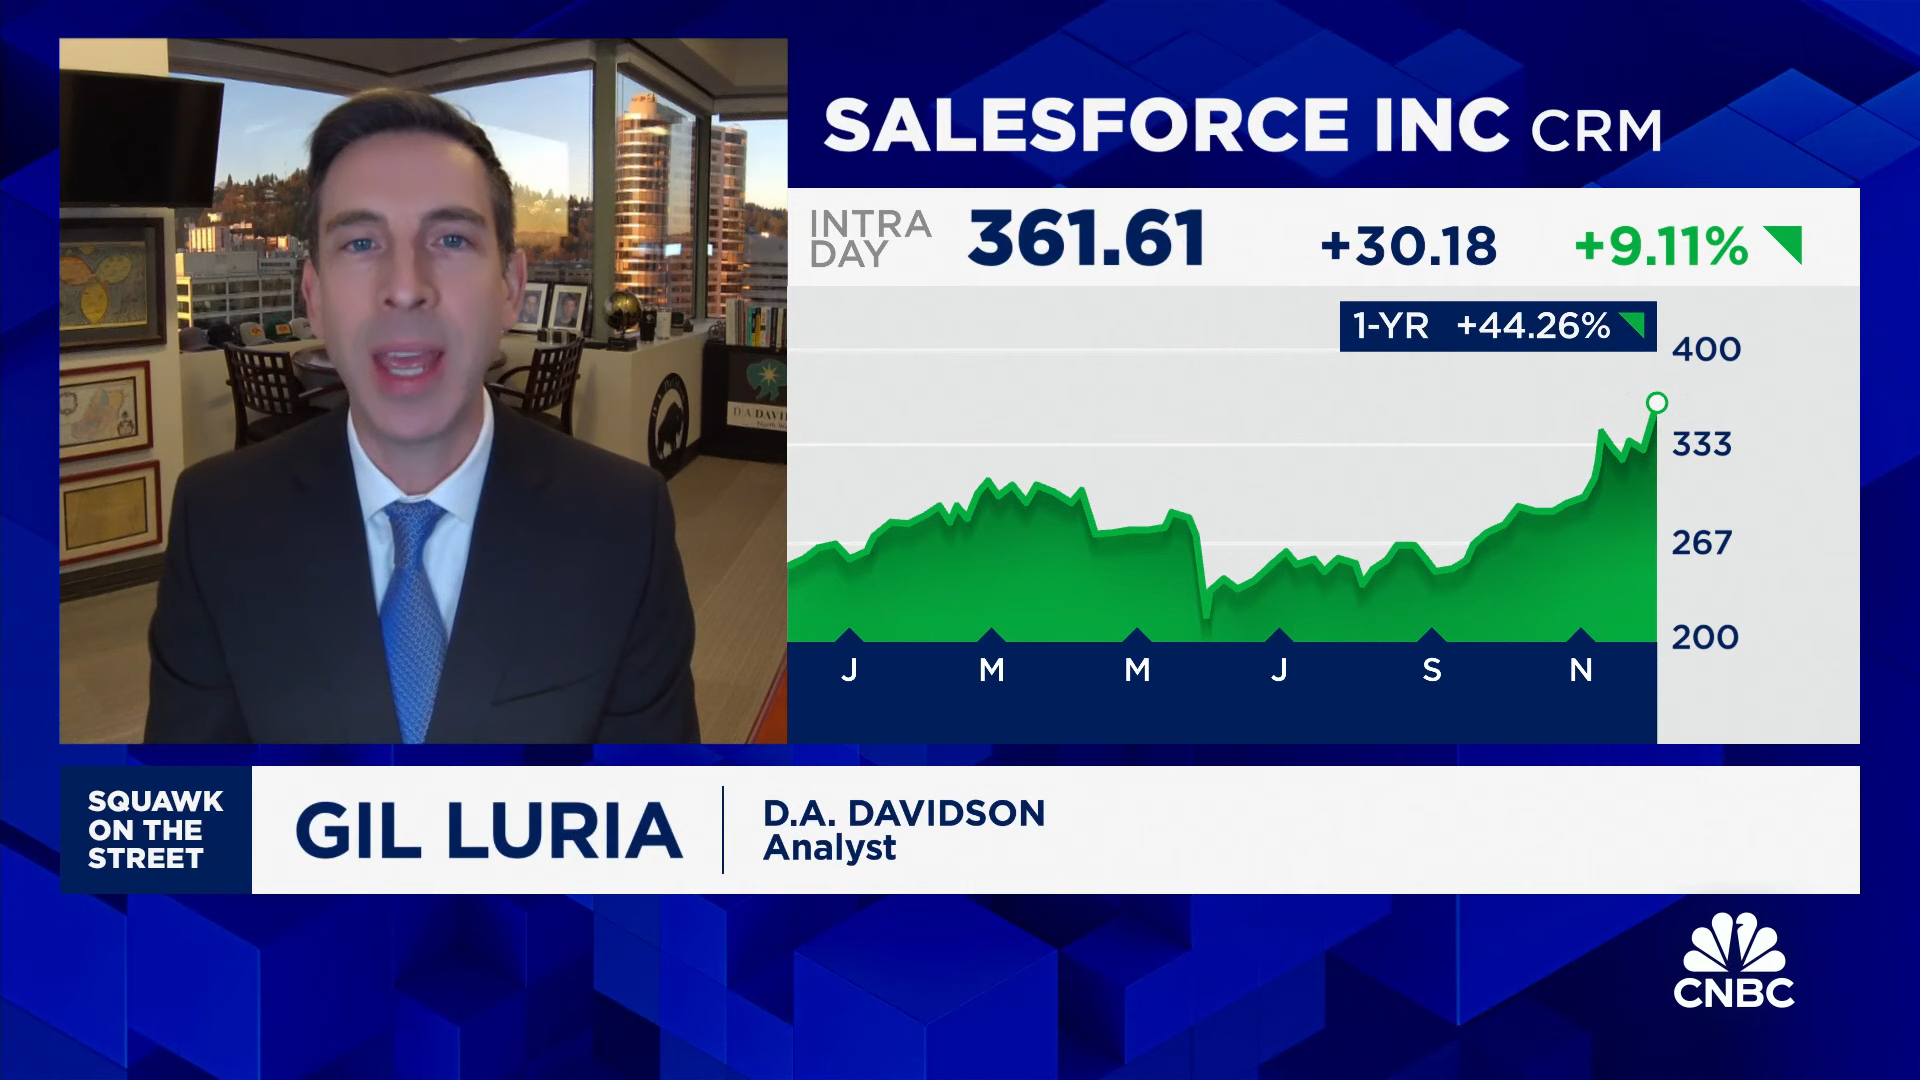 SALESFORCE INC CRM
INTRA
DAY
361.61
+30.18
+9.11%
1-YR +44.26%
400
333
267
200
J M M J S N
D.A. DAVI
SQUAWK
ON THE
STREET
GIL LURIA
D.A. DAVIDSON
Analyst
CNBC